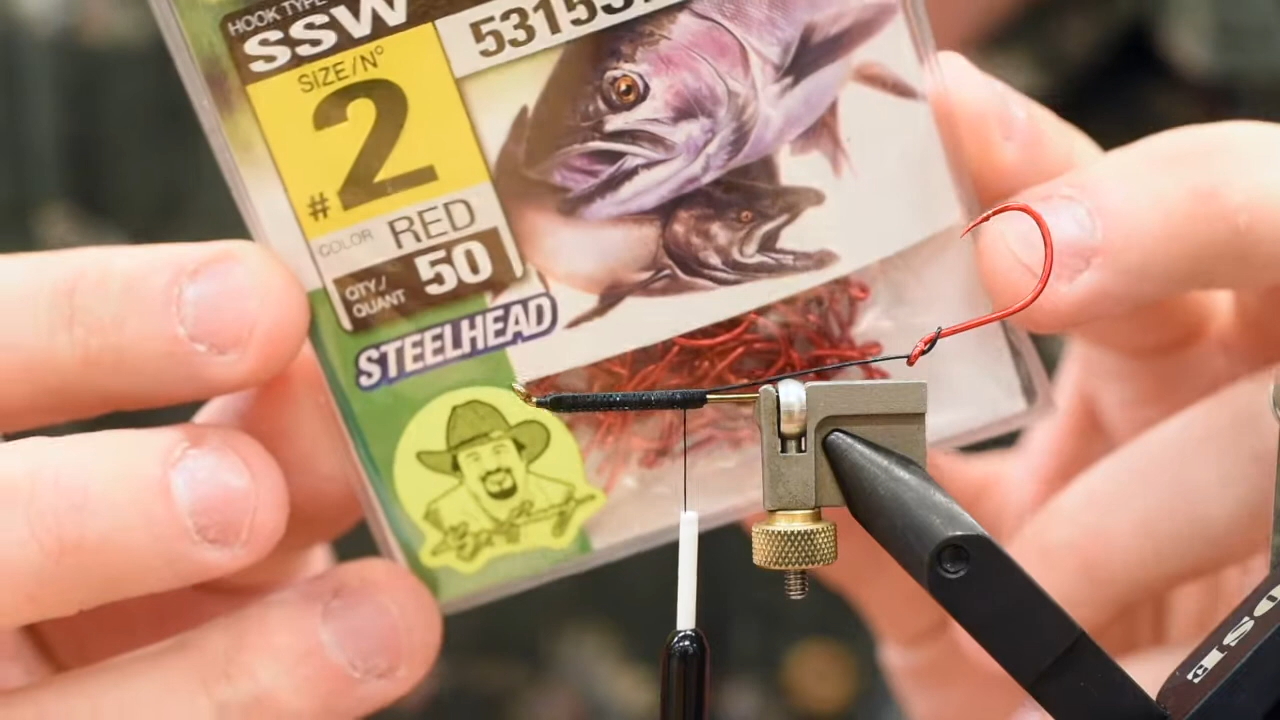 HOOK TYPE
SSW
SIZE/N°
#2
COLOR RED
QTY/
QUANT 50
STEELHEAD